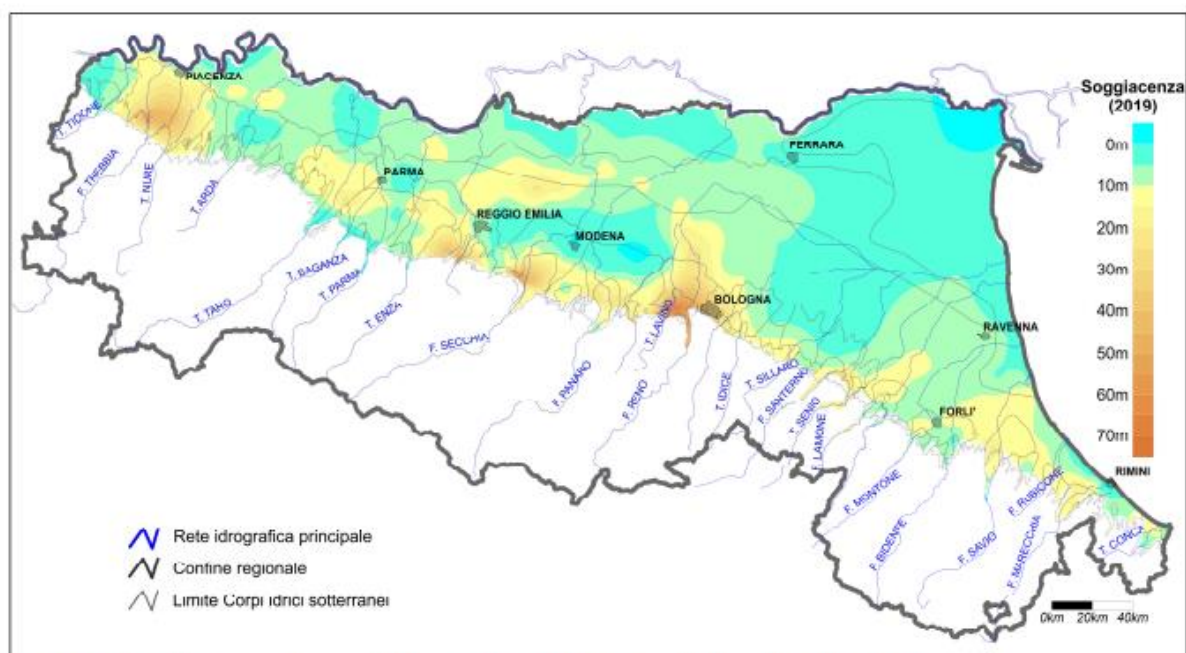 Soggiacenza
(2019)
0m
10m
20m
30m
40m
50m
60m
70m
PIACENZA
PARMA
REGGIO EMILIA
MODENA
BOLOGNA
FERRARA
RAVENNA
FORLI'
RIMINI
T. TIDONE
F. TREBBIA
T. NURE
T. ARDA
T. TARO
T. BAGANZA
T. PARMA
T. ENZA
F. SECCHIA
F. PANARO
F. RENO
T. LAVINO
T. IDICE
T. SILLARO
F. SANTERNO
T. SENIO
F. LAMONE
F. MONTONE
F. BIDENTE
F. SAVIO
F. RUBICONE
F. MARECCHIA
T. CONCA
Rete idrografica principale
Confine regionale
Limite Corpi idrici sotterranei
0km 20km 40km